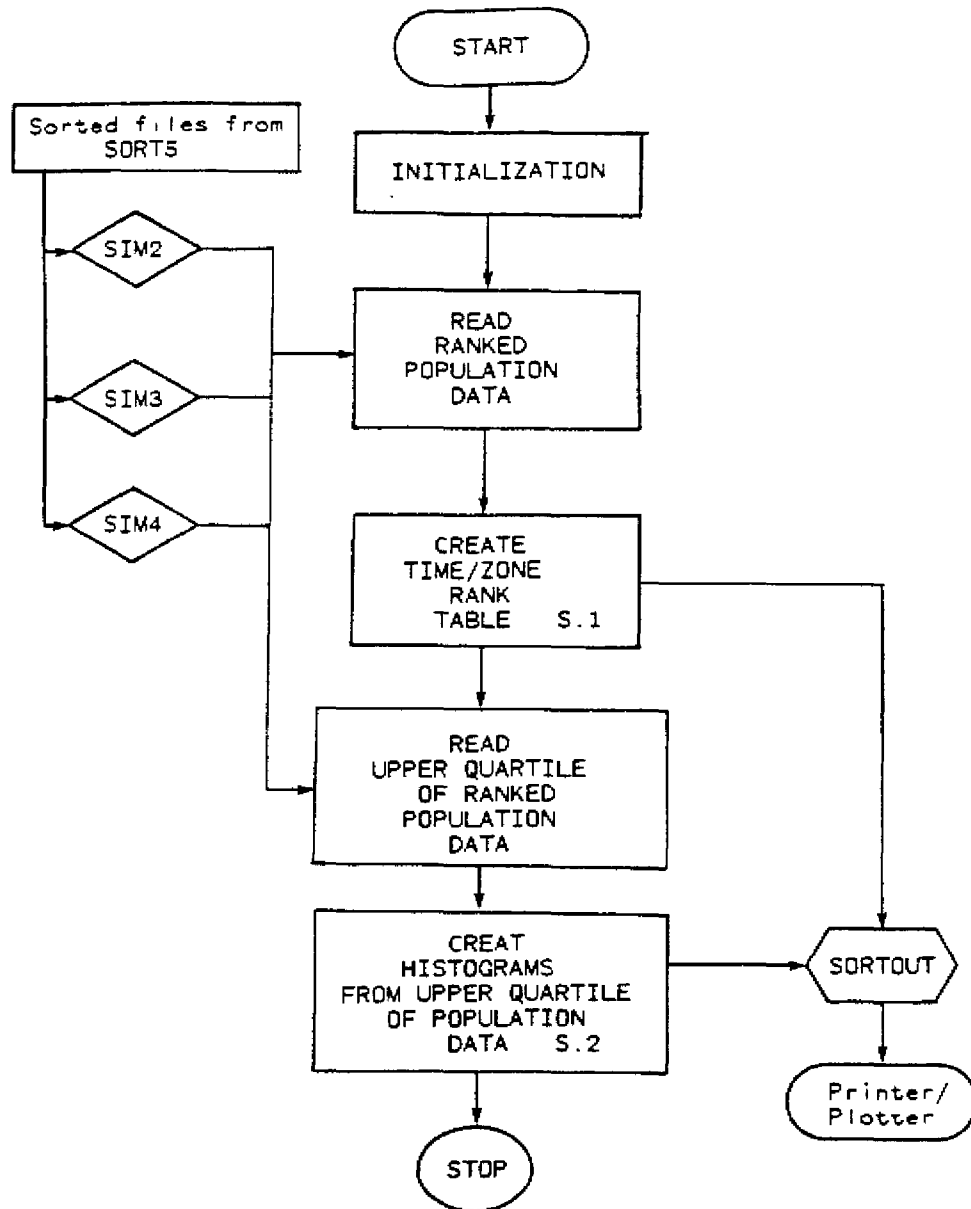 START
Sorted files from
SORT5
INITIALIZATION
SIM2
READ
RANKED
POPULATION
DATA
SIM3
SIM4
CREATE
TIME/ZONE
RANK
TABLE S.1
READ
UPPER QUARTILE
OF RANKED
POPULATION
DATA
CREAT
HISTOGRAMS
FROM UPPER QUARTILE
OF POPULATION
DATA S.2
SORTOUT
Printer/
Plotter
STOP